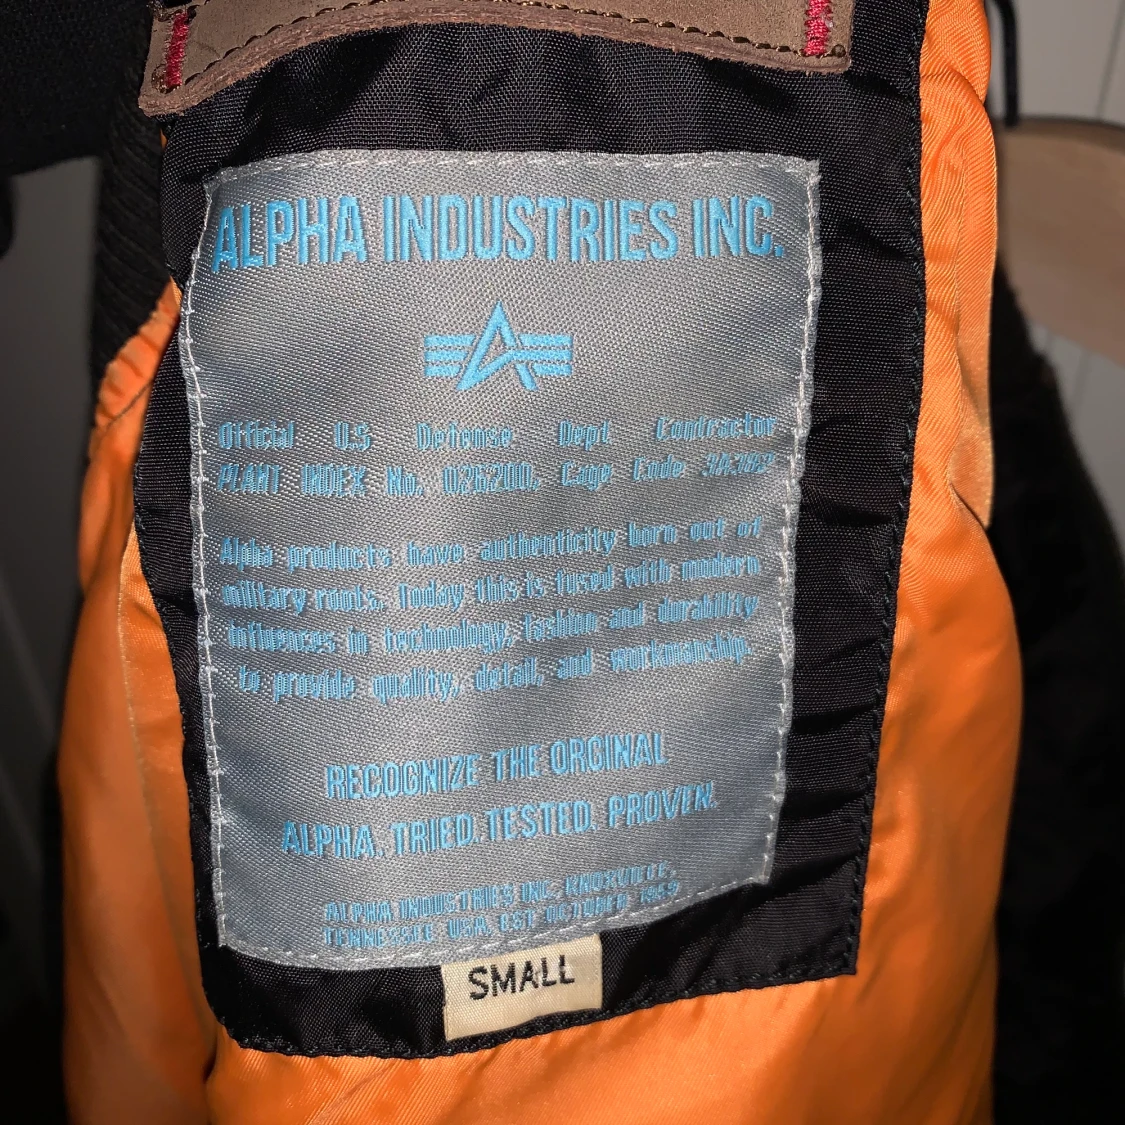 ALPHA INDUSTRIES INC.
Official U.S Defense Dept Contractor
PLANT INDEX No. 026200, Cage Code
Alpha products have authenticity born out of
military roots. Today this is fused with modern
influences in technology, fashion and durability
to provide quality, detail, and workmanship.
RECOGNIZE THE ORGINAL
ALPHA. TRIED. TESTED. PROVEN.
ALPHA INDUSTRIES INC. KNOXVILLE,
TENNESSEE USA. EST OCTOBER 1959
SMALL